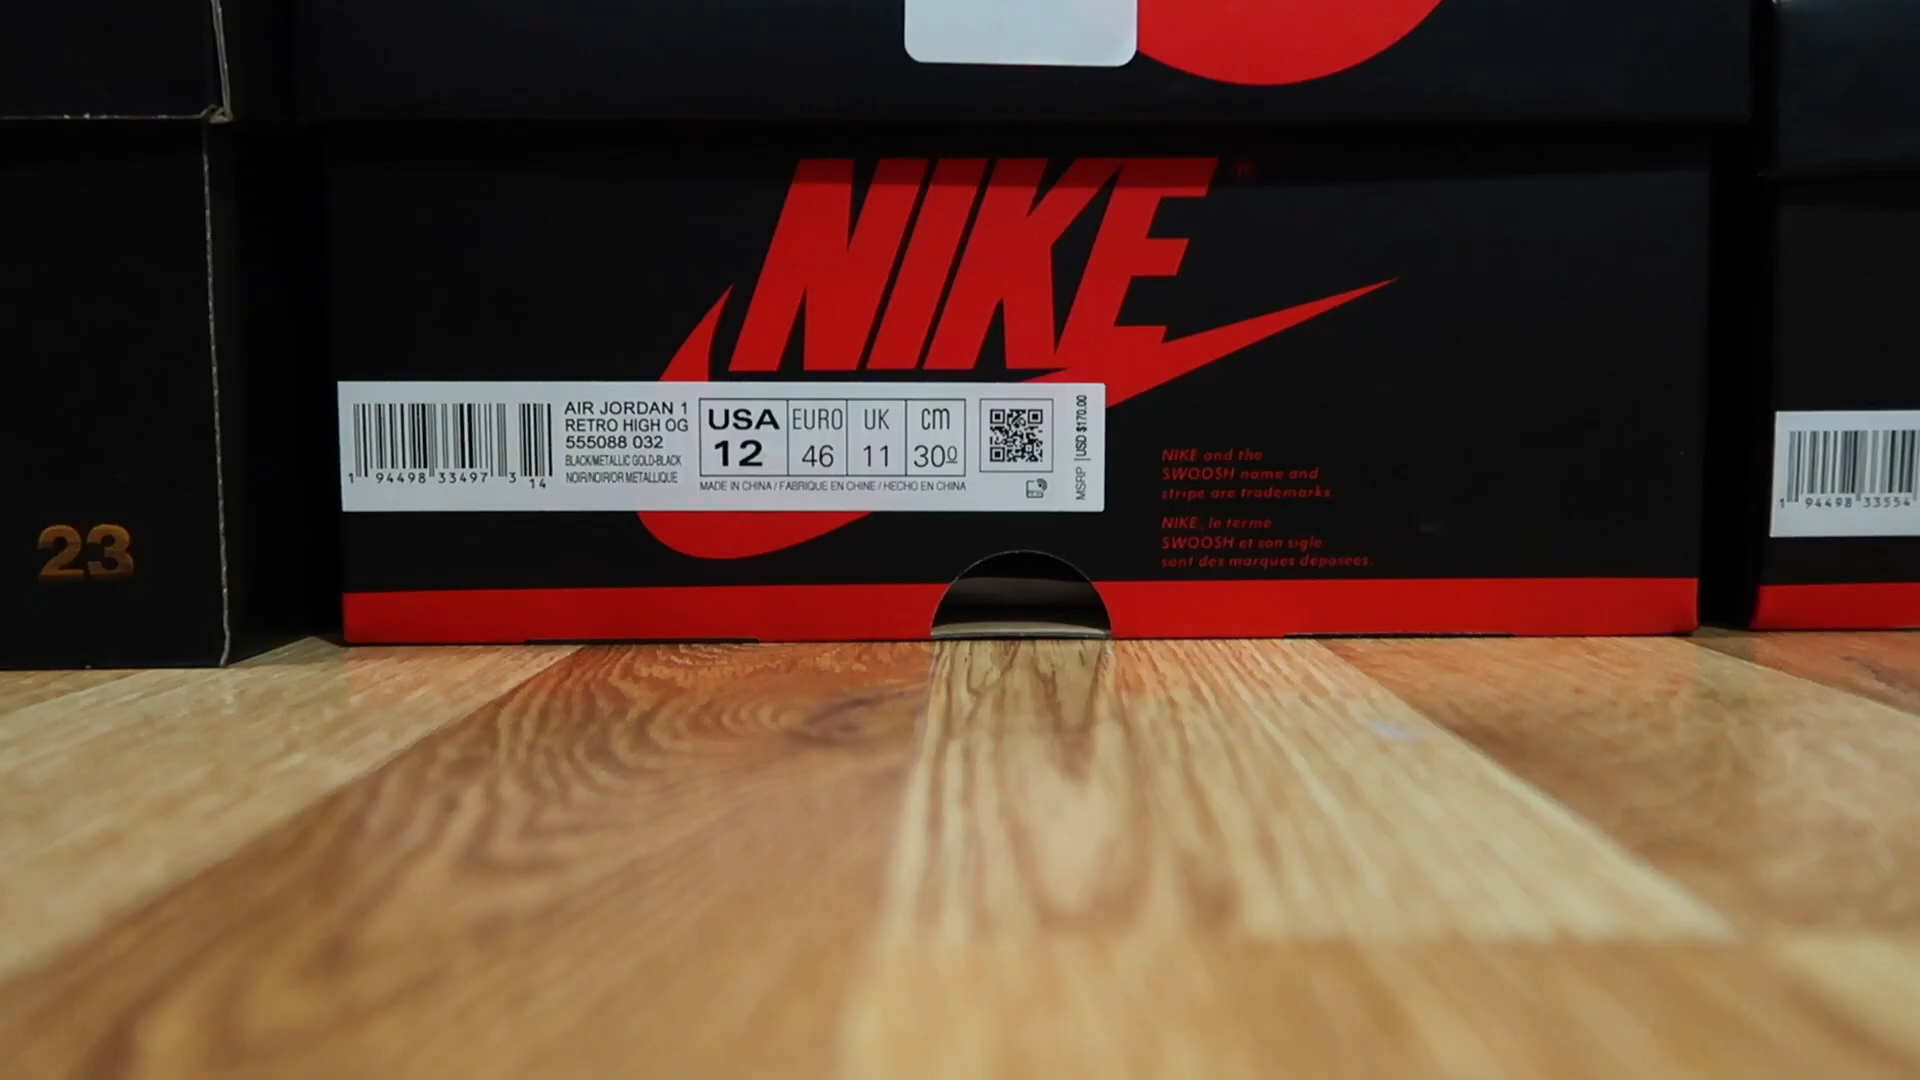 NIKE
AIR JORDAN 1
RETRO HIGH OG
555088 032
BLACK/METALLIC GOLD-BLACK
NOIR/NOIR/OR METALLIQUE
1 94498 33497 3 14
USA EURO UK cm
12 46 11 30
MADE IN CHINA / FABRIQUE EN CHINE / HECHO EN CHINA
MSRP USD $170.00
NIKE and the
SWOOSH name and
stripe are trademarks.
NIKE, le terme
SWOOSH et son sigle
sont des marques deposees.
23
1 94498 33554